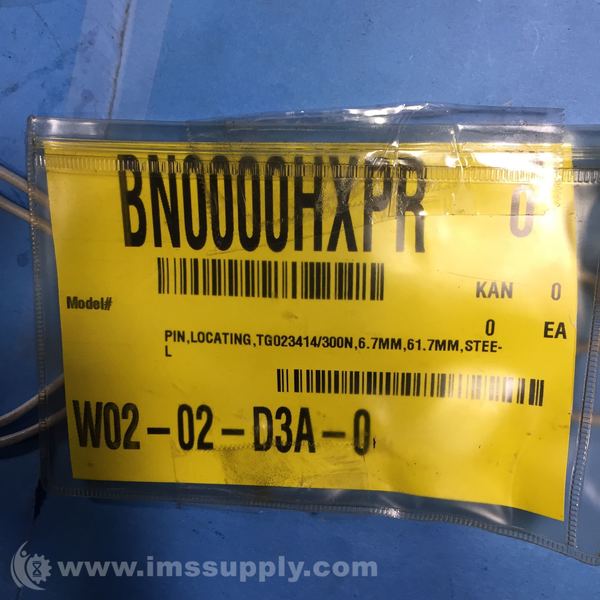 BN0000HXPR 0
KAN 0
Model#
0 EA
PIN,LOCATING,TG023414/300N,6.7MM,61.7MM,STEE-
L
W02-02-D3A-0
www.imssupply.com